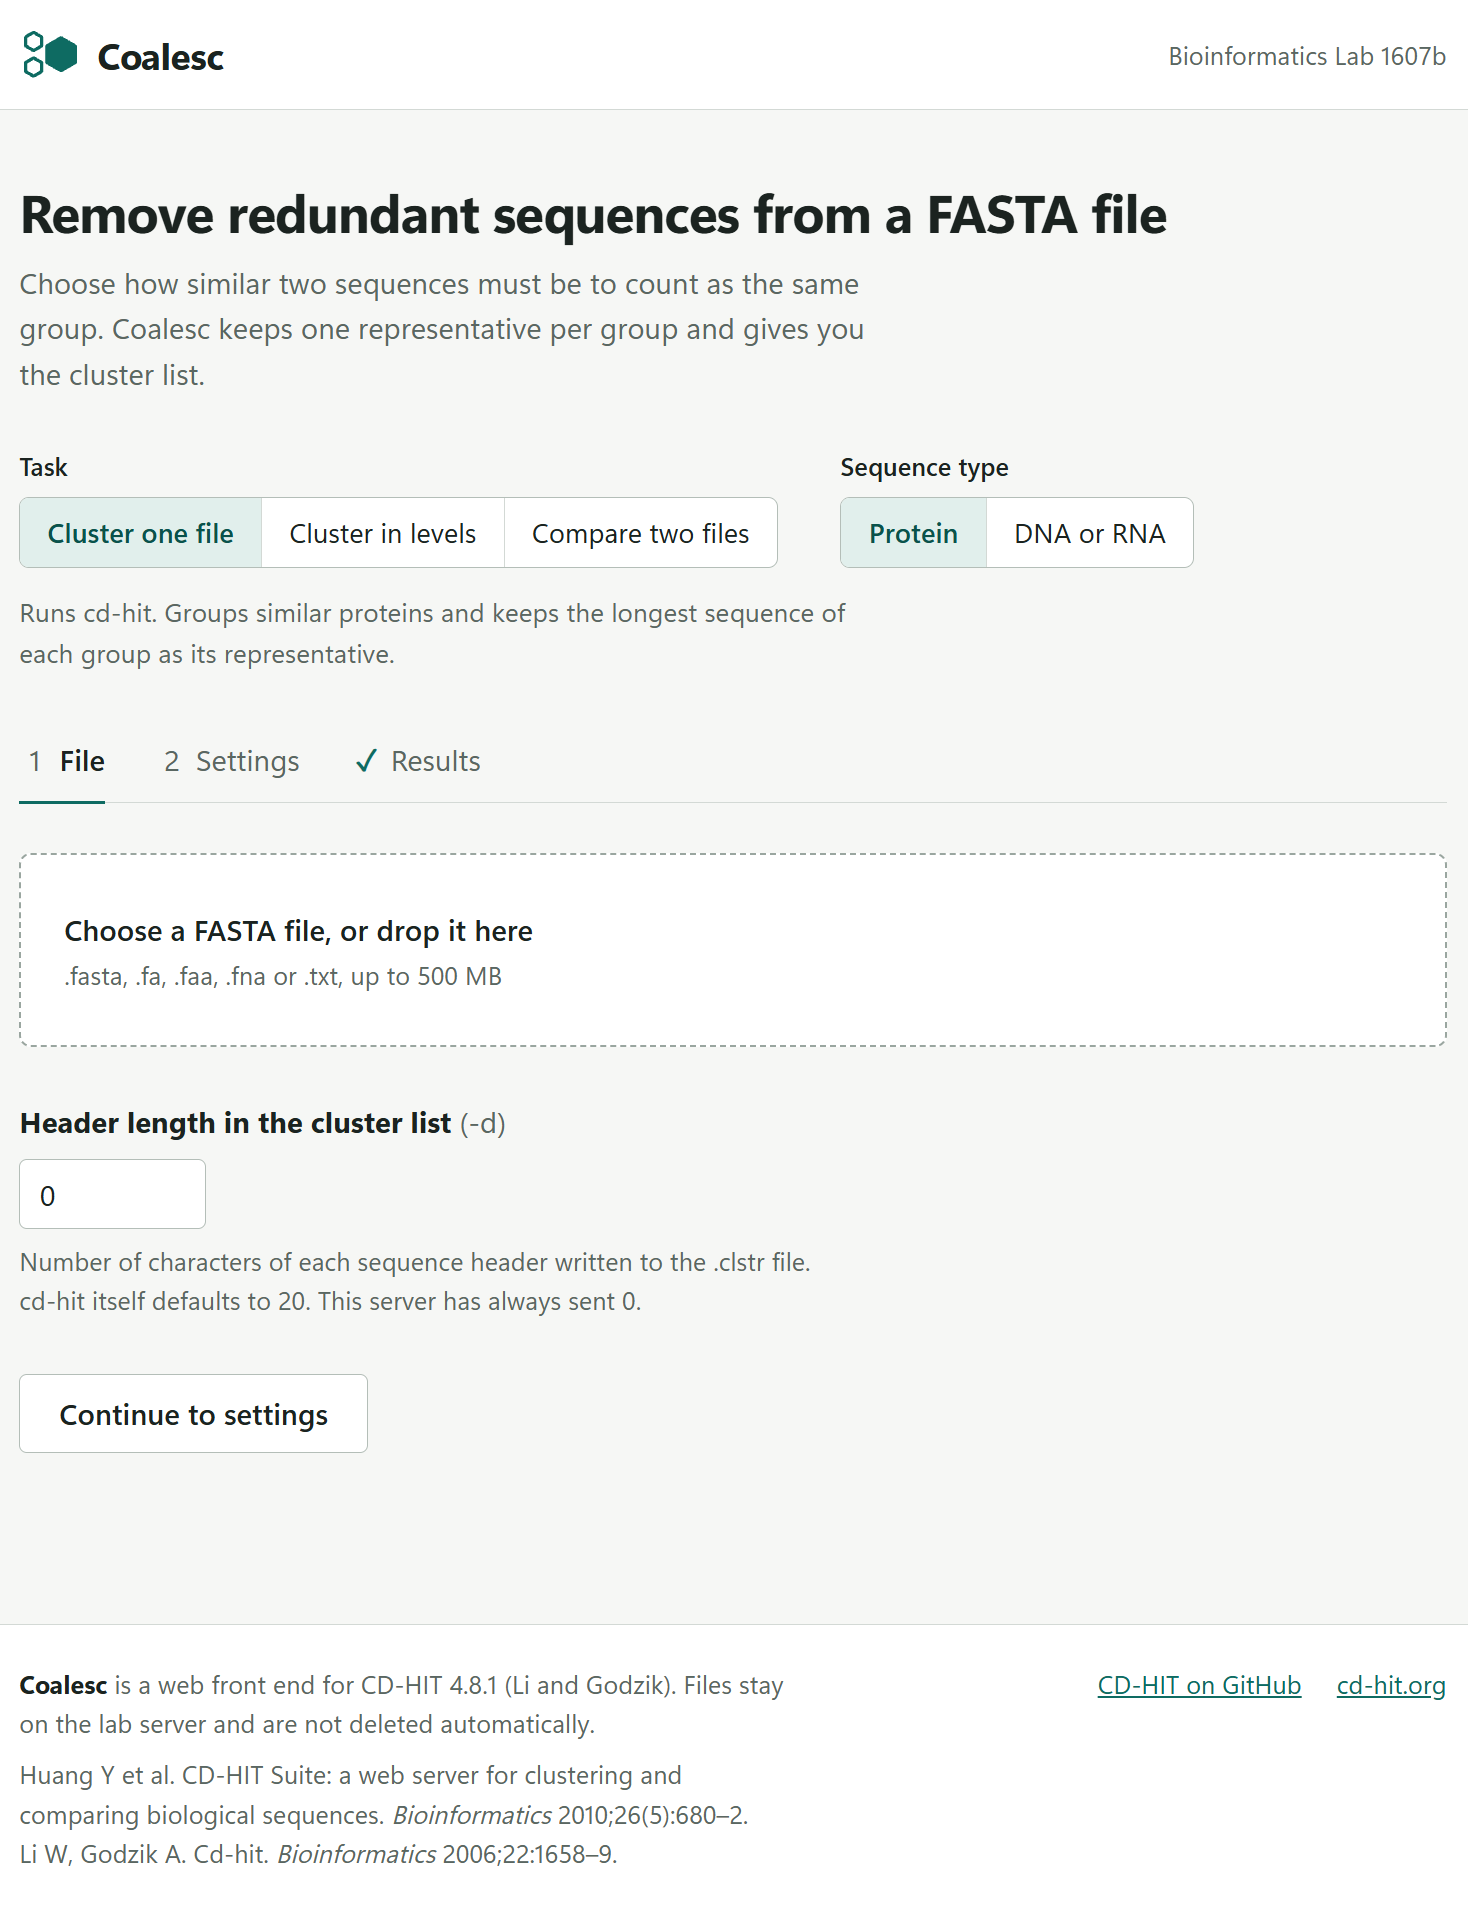 Coalesc
Bioinformatics Lab 1607b
Remove redundant sequences from a FASTA file
Choose how similar two sequences must be to count as the same
group. Coalesc keeps one representative per group and gives you
the cluster list.
Task
Sequence type
Cluster one file
Cluster in levels
Compare two files
Protein
DNA or RNA
Runs cd-hit. Groups similar proteins and keeps the longest sequence of
each group as its representative.
1 File
2 Settings
✓ Results
Choose a FASTA file, or drop it here
.fasta, .fa, .faa, .fna or .txt, up to 500 MB
Header length in the cluster list (-d)
0
Number of characters of each sequence header written to the .clstr file.
cd-hit itself defaults to 20. This server has always sent 0.
Continue to settings
Coalesc is a web front end for CD-HIT 4.8.1 (Li and Godzik). Files stay
on the lab server and are not deleted automatically.
CD-HIT on GitHub
cd-hit.org
Huang Y et al. CD-HIT Suite: a web server for clustering and
comparing biological sequences. Bioinformatics 2010;26(5):680–2.
Li W, Godzik A. Cd-hit. Bioinformatics 2006;22:1658–9.